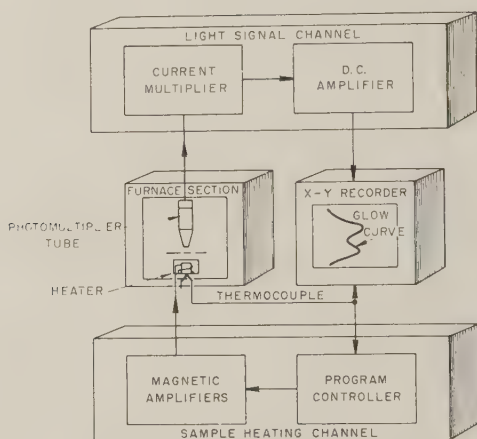 LIGHT SIGNAL CHANNEL
CURRENT
MULTIPLIER
D.C.
AMPLIFIER
FURNACE SECTION
X-Y RECORDER
GLOW
CURVE
PHOTOMULTIPLIER
TUBE
HEATER
THERMOCOUPLE
MAGNETIC
AMPLIFIERS
PROGRAM
CONTROLLER
SAMPLE HEATING CHANNEL